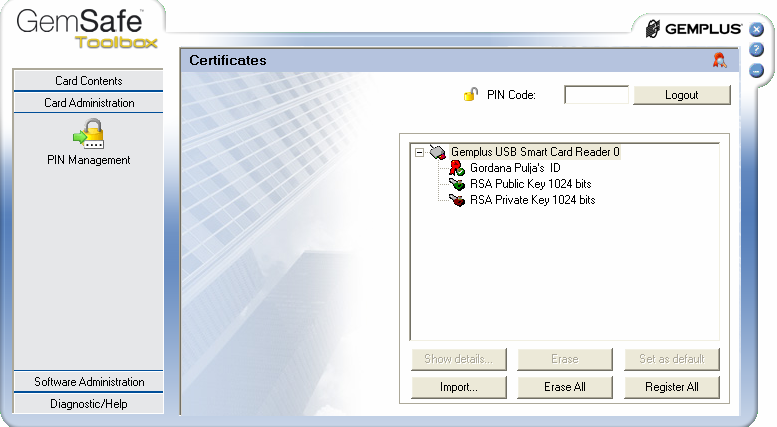 GemSafe™
Toolbox
GEMPLUS
Card Contents
Card Administration
PIN Management
Software Administration
Diagnostic/Help
Certificates
PIN Code:
Logout
Gemplus USB Smart Card Reader 0
Gordana Pulja's ID
RSA Public Key 1024 bits
RSA Private Key 1024 bits
Show details...
Erase
Set as default
Import...
Erase All
Register All